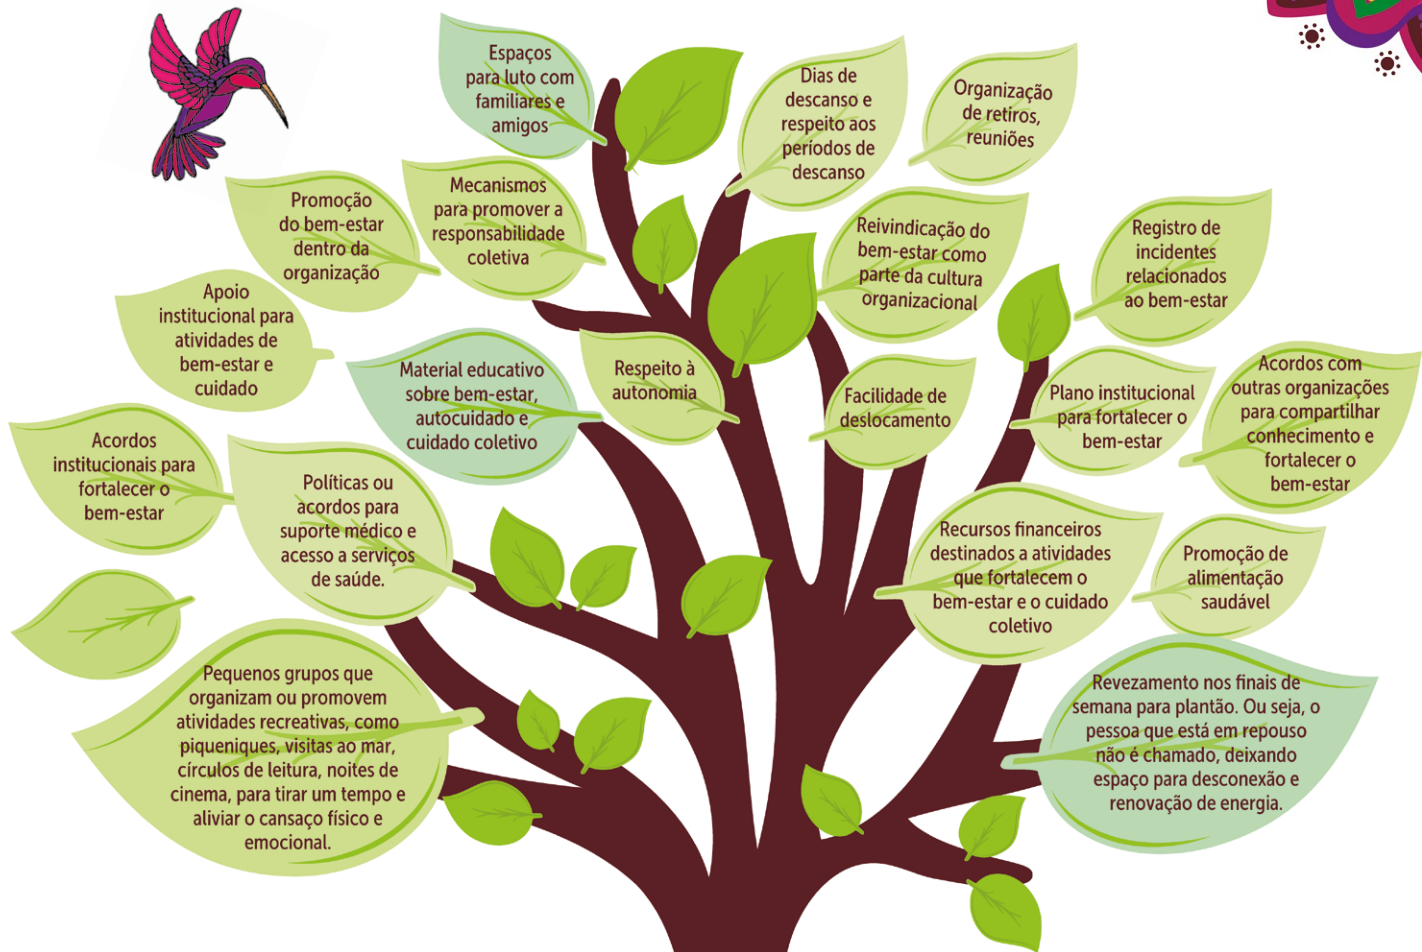 Espaços
para luto com
familiares e
amigos
Dias de
descanso e
respeito aos
períodos de
descanso
Organização
de retiros,
reuniões
Promoção
do bem-estar
dentro da
organização
Mecanismos
para promover a
responsabilidade
coletiva
Reivindicação do
bem-estar como
parte da cultura
organizacional
Registro de
incidentes
relacionados
ao bem-estar
Apoio
institucional para
atividades de
bem-estar e
cuidado
Material educativo
sobre bem-estar,
autocuidado e
cuidado coletivo
Respeito à
autonomia
Facilidade de
deslocamento
Plano institucional
para fortalecer o
bem-estar
Acordos com
outras organizações
para compartilhar
conhecimento e
fortalecer o
bem-estar
Acordos
institucionais para
fortalecer o
bem-estar
Políticas ou
acordos para
suporte médico e
acesso a serviços
de saúde.
Recursos financeiros
destinados a atividades
que fortalecem o
bem-estar e o cuidado
coletivo
Promoção de
alimentação
saudável
Pequenos grupos que
organizam ou promovem
atividades recreativas, como
piqueniques, visitas ao mar,
círculos de leitura, noites de
cinema, para tirar um tempo e
aliviar o cansaço físico e
emocional.
Revezamento nos finais de
semana para plantão. Ou seja, o
pessoa que está em repouso
não é chamado, deixando
espaço para desconexão e
renovação de energia.